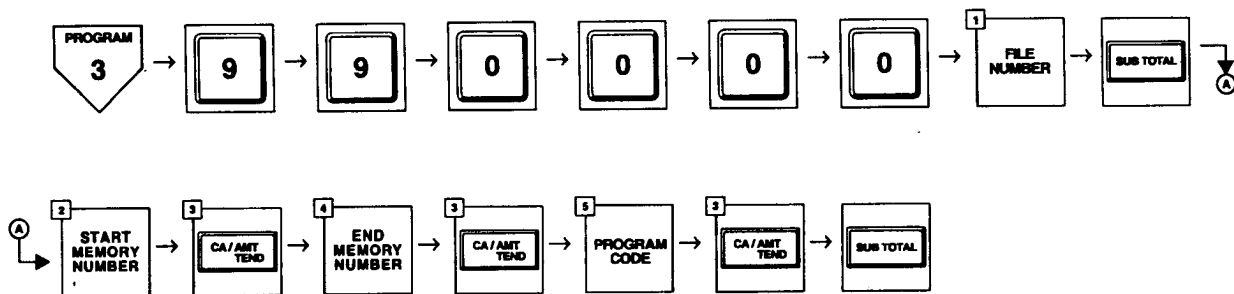 PROGRAM
3
9
9
0
0
0
0
1
FILE
NUMBER
SUB TOTAL
A
A
2
START
MEMORY
NUMBER
3
CA / AMT
TEND
4
END
MEMORY
NUMBER
3
CA / AMT
TEND
5
PROGRAM
CODE
3
CA / AMT
TEND
SUB TOTAL